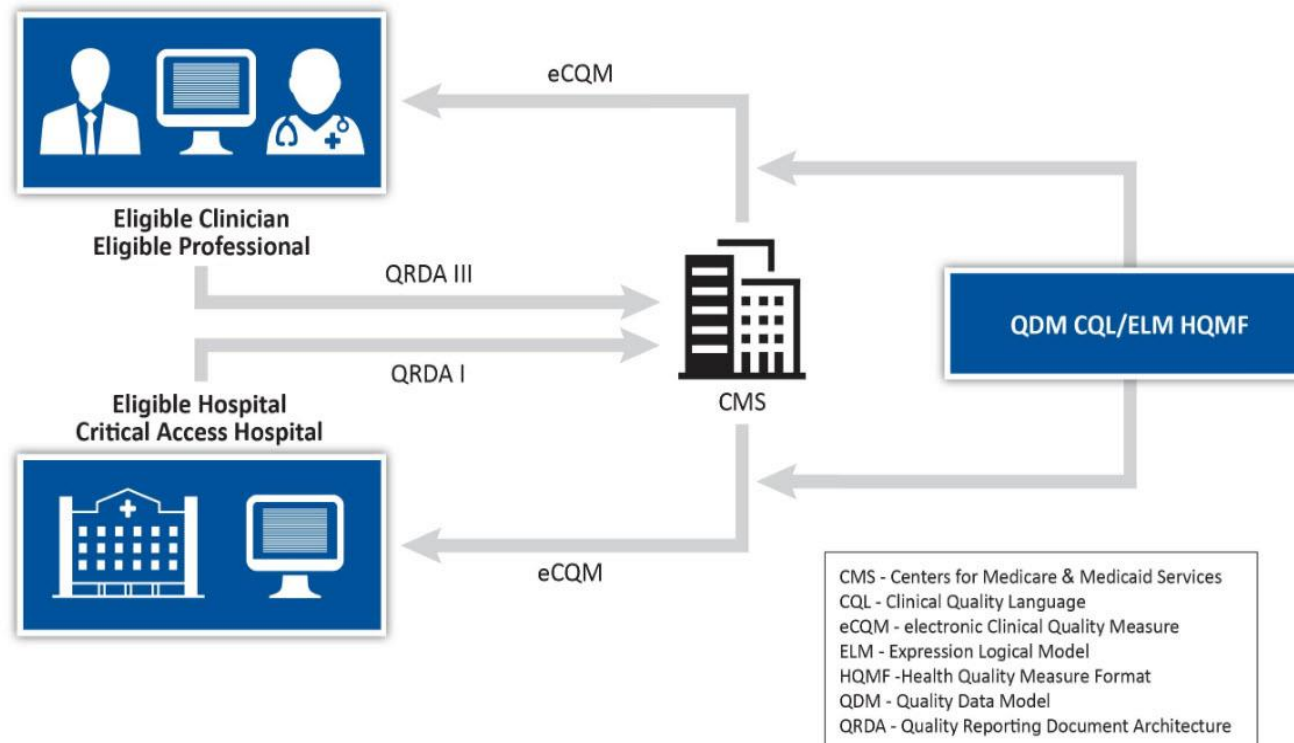 eCQM
Eligible Clinician
Eligible Professional
QRDA III
QDM CQL/ELM HQMF
QRDA I
CMS
Eligible Hospital
Critical Access Hospital
eCQM
CMS - Centers for Medicare & Medicaid Services
CQL - Clinical Quality Language
eCQM - electronic Clinical Quality Measure
ELM - Expression Logical Model
HQMF -Health Quality Measure Format
QDM - Quality Data Model
QRDA - Quality Reporting Document Architecture